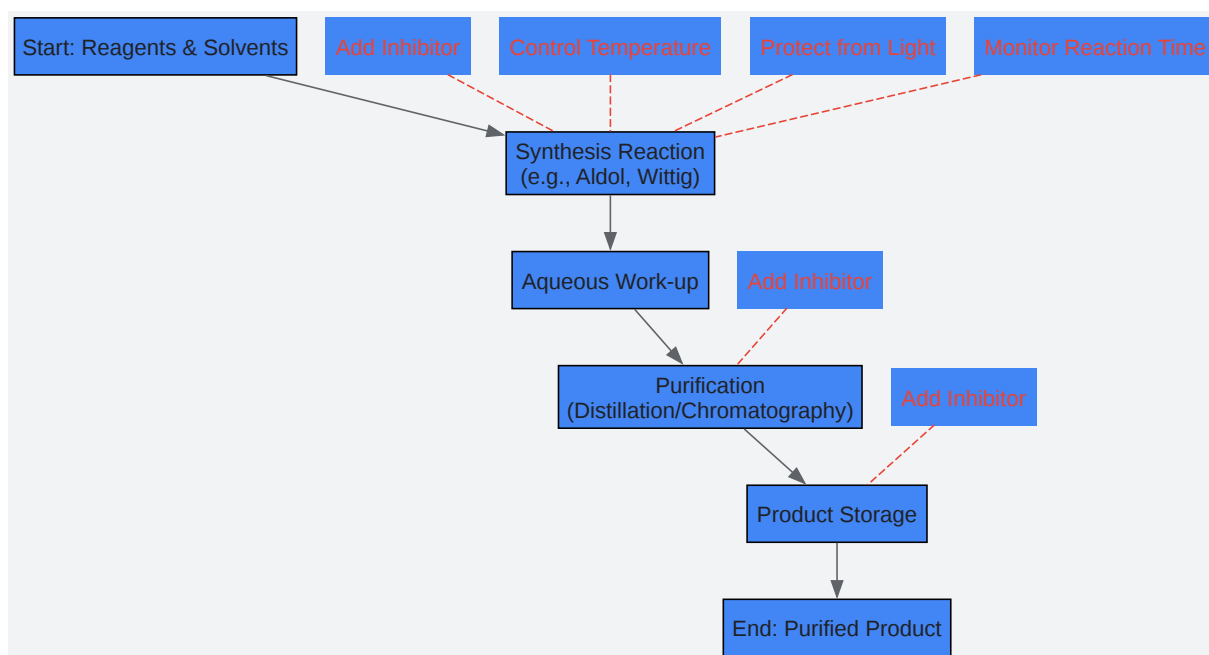 Start: Reagents & Solvents
Add Inhibitor
Control Temperature
Protect from Light
Monitor Reaction Time
Synthesis Reaction
(e.g., Aldol, Wittig)
Aqueous Work-up
Add Inhibitor
Purification
(Distillation/Chromatography)
Add Inhibitor
Product Storage
End: Purified Product